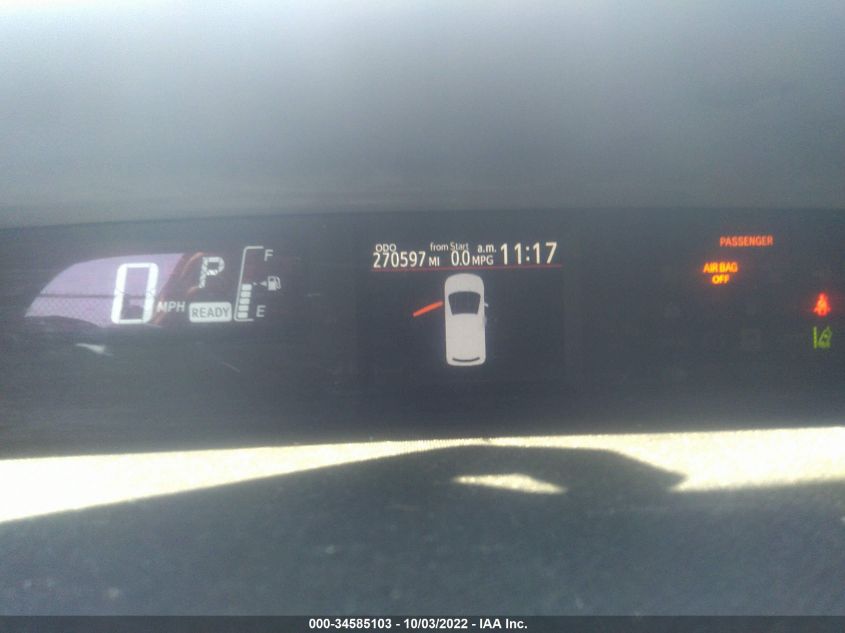 PASSENGER
ODO from Start a.m. 11:17
270597 MI 0.0 MPG
0 MPH P F
AIR BAG
OFF
READY E
000-34585103 - 10/03/2022 - IAA Inc.